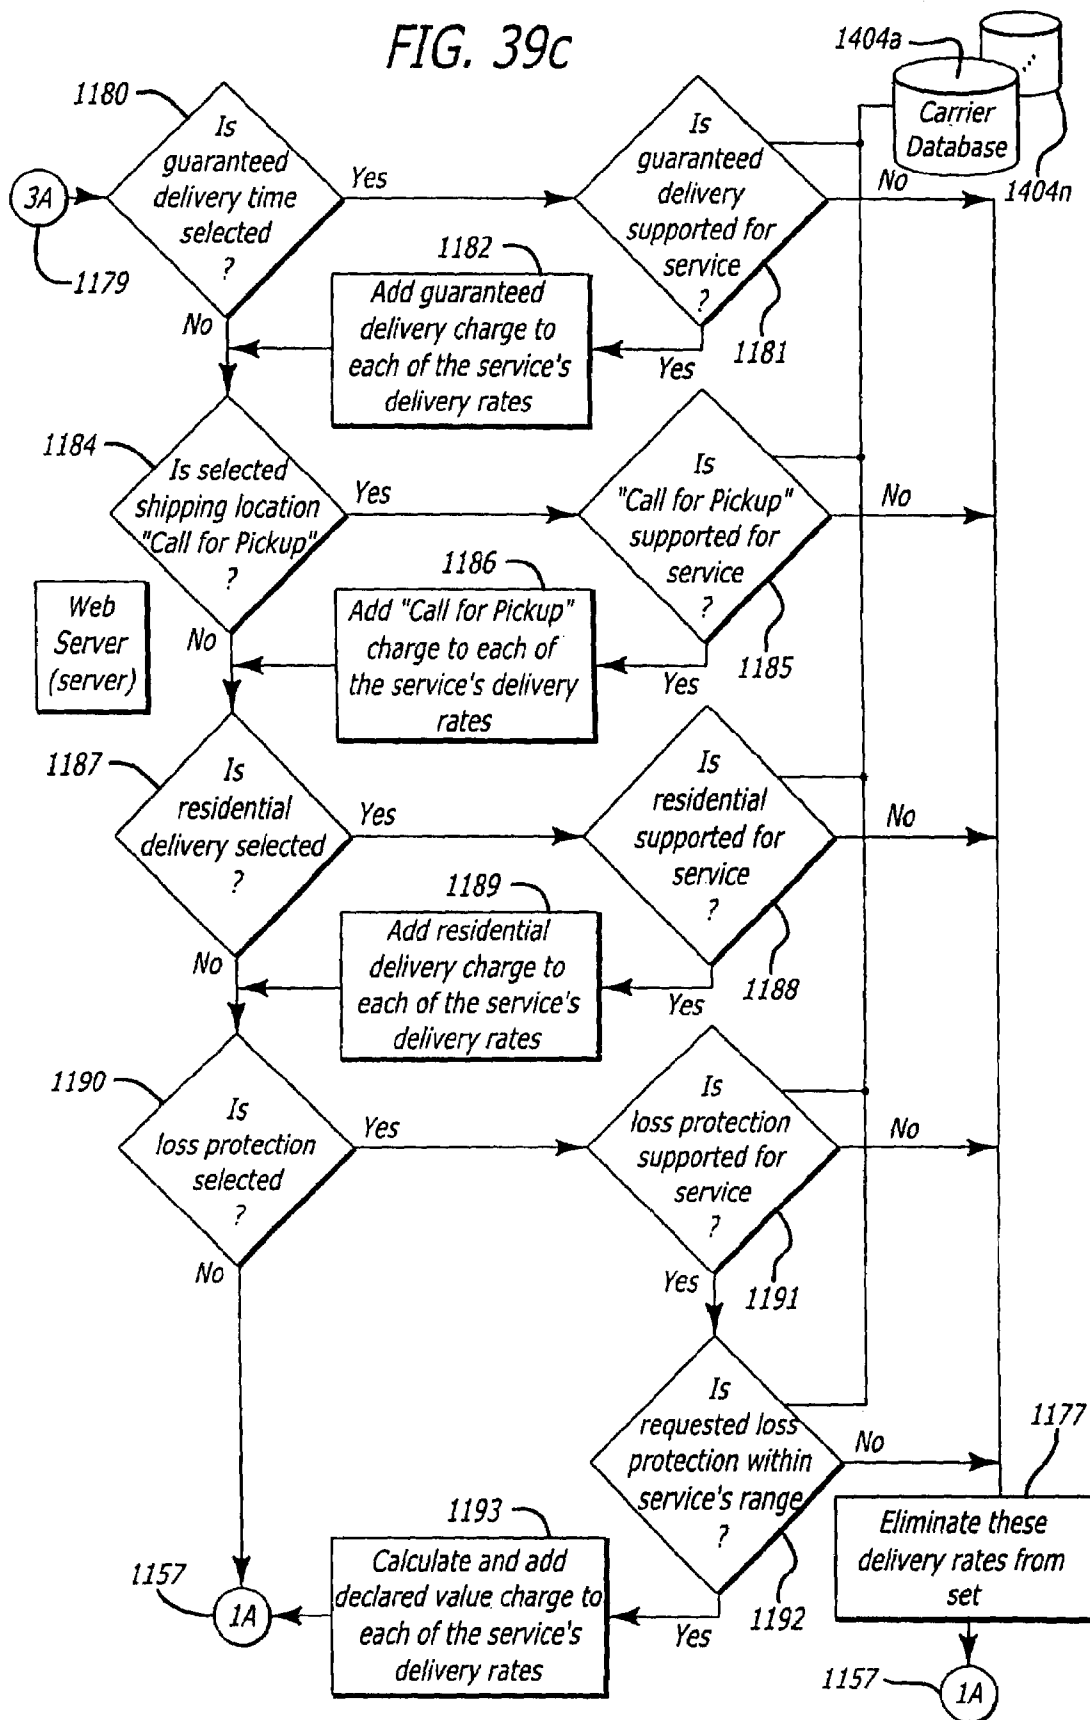 FIG. 39c
1404a
Carrier
Database
1404n
1180
Is
guaranteed
delivery time
selected
?
3A
1179
Yes
Is
guaranteed
delivery
supported for
service
?
No
1181
1182
Add guaranteed
delivery charge to
each of the service's
delivery rates
Yes
No
1184
Is selected
shipping location
"Call for Pickup"
?
Yes
Is
"Call for Pickup"
supported for
service
?
No
1185
1186
Add "Call for Pickup"
charge to each of
the service's delivery
rates
Yes
No
Web
Server
(server)
1187
Is
residential
delivery selected
?
Yes
Is
residential
supported for
service
?
No
1188
1189
Add residential
delivery charge to
each of the service's
delivery rates
Yes
No
1190
Is
loss protection
selected
?
Yes
Is
loss protection
supported for
service
?
No
1191
Yes
No
Is
requested loss
protection within
service's range
?
No
1192
1177
Eliminate these
delivery rates from
set
1193
Calculate and add
declared value charge to
each of the service's
delivery rates
Yes
1157
1A
1157
1A